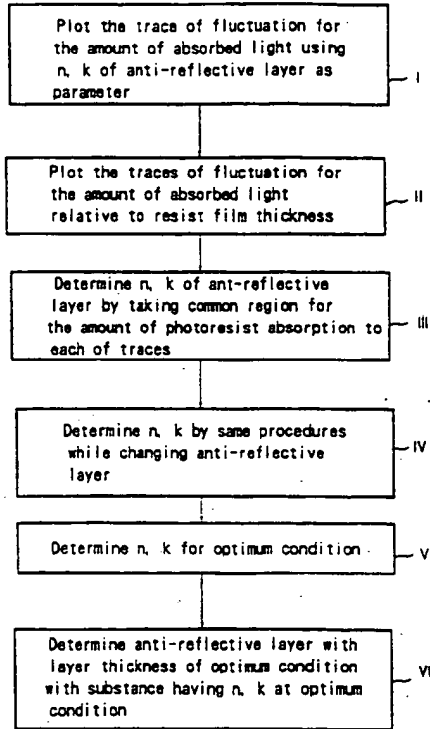 Plot the trace of fluctuation for
the amount of absorbed light using
n, k of anti-reflective layer as
parameter
I
Plot the traces of fluctuation for
the amount of absorbed light
relative to resist film thickness
II
Determine n, k of ant-reflective
layer by taking common region for
the amount of photoresist absorption to
each of traces
III
Determine n, k by same procedures
while changing anti-reflective
layer
IV
Determine n, k for optimum condition
V
Determine anti-reflective layer with
layer thickness of optimum condition
with substance having n, k at optimum
condition
VI